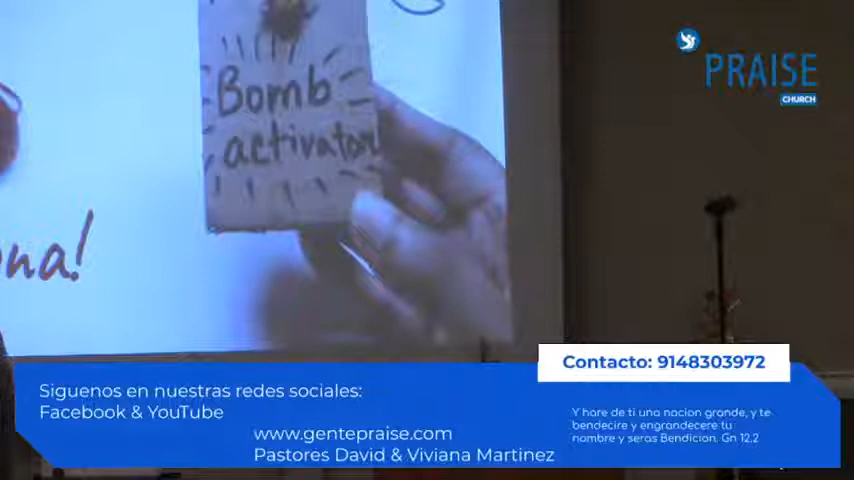 Bomb
activator
PRAISE
CHURCH
na!
Contacto: 9148303972
Siguenos en nuestras redes sociales:
Facebook & YouTube
www.gentepraise.com
Pastores David & Viviana Martinez
Y hare de ti una nacion grande, y te
bendecire y engrandecere tu
nombre y seras Bendicion. Gn 12.2